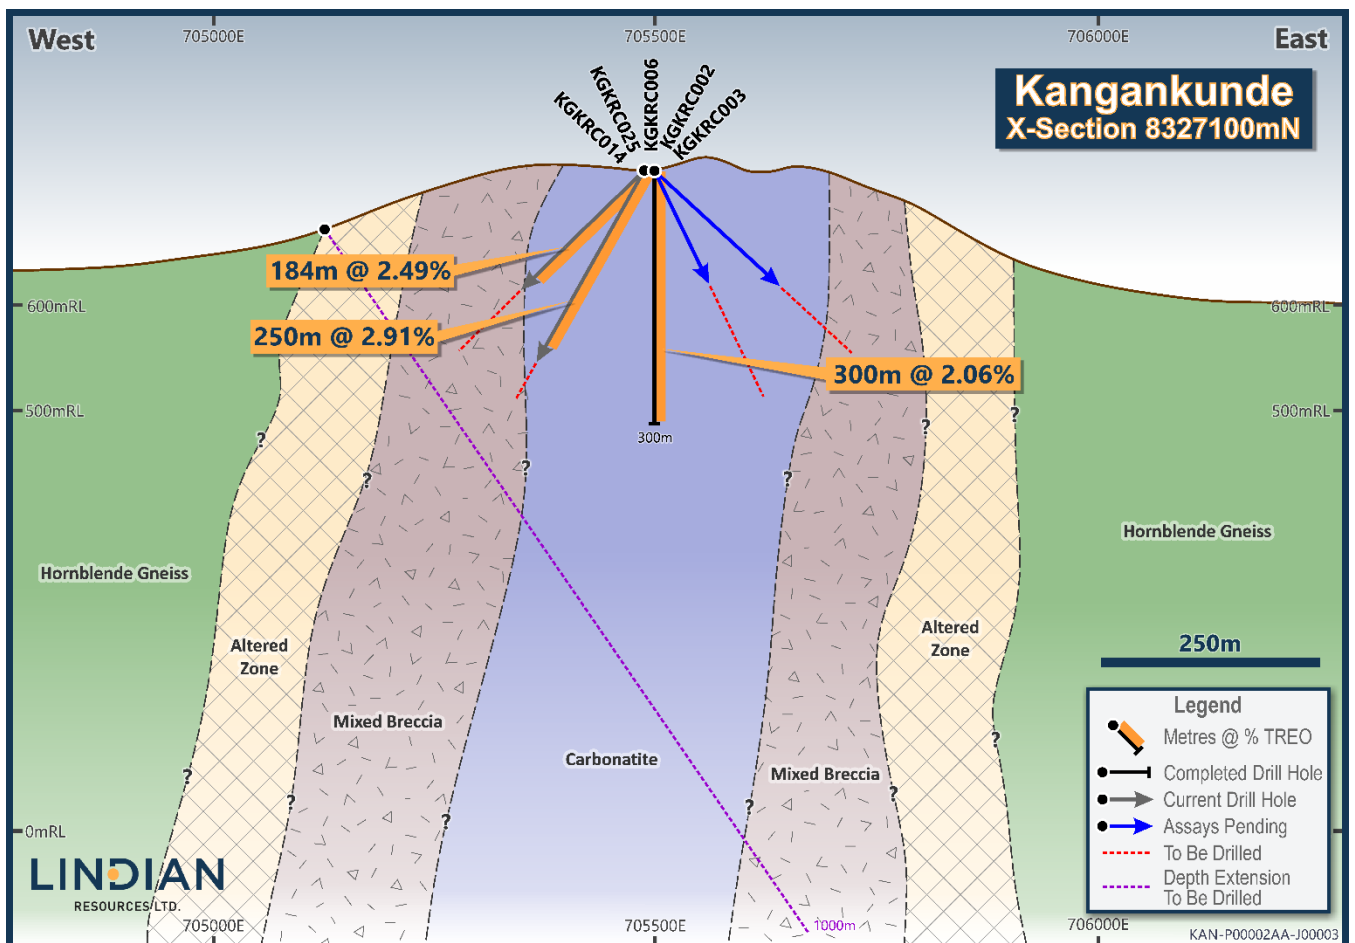 West
705000E
705500E
706000E
East
Kangankunde
X-Section 8327100mN
KGKRC014
KGKRC025
KGKRC006
KGKRC002
KGKRC003
184m @ 2.49%
250m @ 2.91%
300m @ 2.06%
600mRL
600mRL
500mRL
500mRL
300m
?
?
?
?
?
?
Hornblende Gneiss
Hornblende Gneiss
Altered
Zone
Altered
Zone
250m
Mixed Breccia
Carbonatite
Mixed Breccia
?
?
?
?
?
?
0mRL
Legend
Metres @ % TREO
Completed Drill Hole
Current Drill Hole
Assays Pending
To Be Drilled
Depth Extension
To Be Drilled
LINDIAN
RESOURCES LTD.
705000E
705500E
1000m
706000E
KAN-P00002AA-J00003